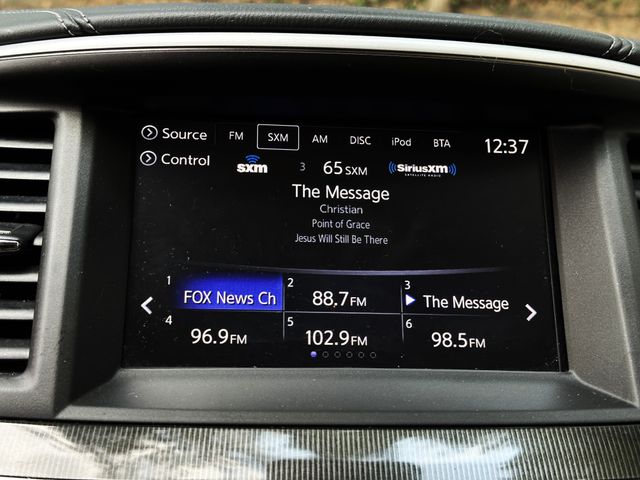 Source FM SXM AM DISC iPod BTA 12:37
Control sxm 3 65 SXM SiriusXM
SATELLITE RADIO
The Message
Christian
Point of Grace
Jesus Will Still Be There
1 FOX News Ch 2 88.7FM 3 The Message
4 96.9FM 5 102.9FM 6 98.5FM